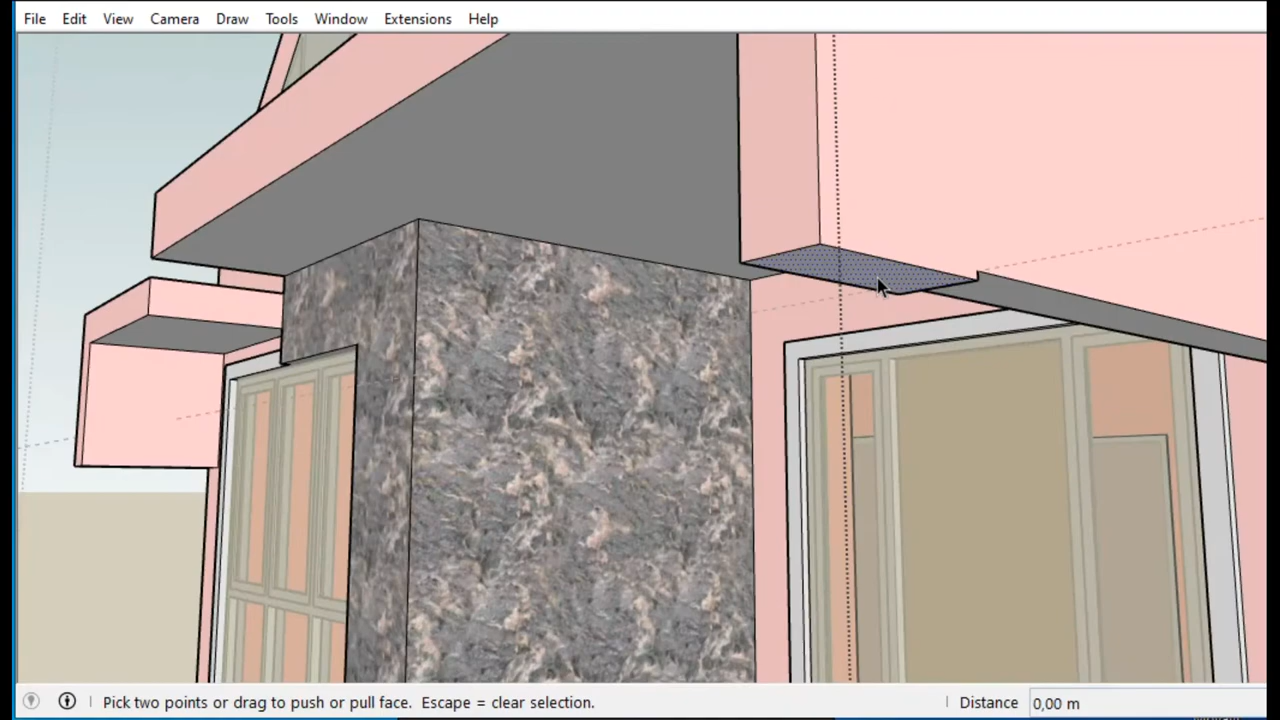 File Edit View Camera Draw Tools Window Extensions Help
Pick two points or drag to push or pull face. Escape = clear selection.
Distance 0,00 m